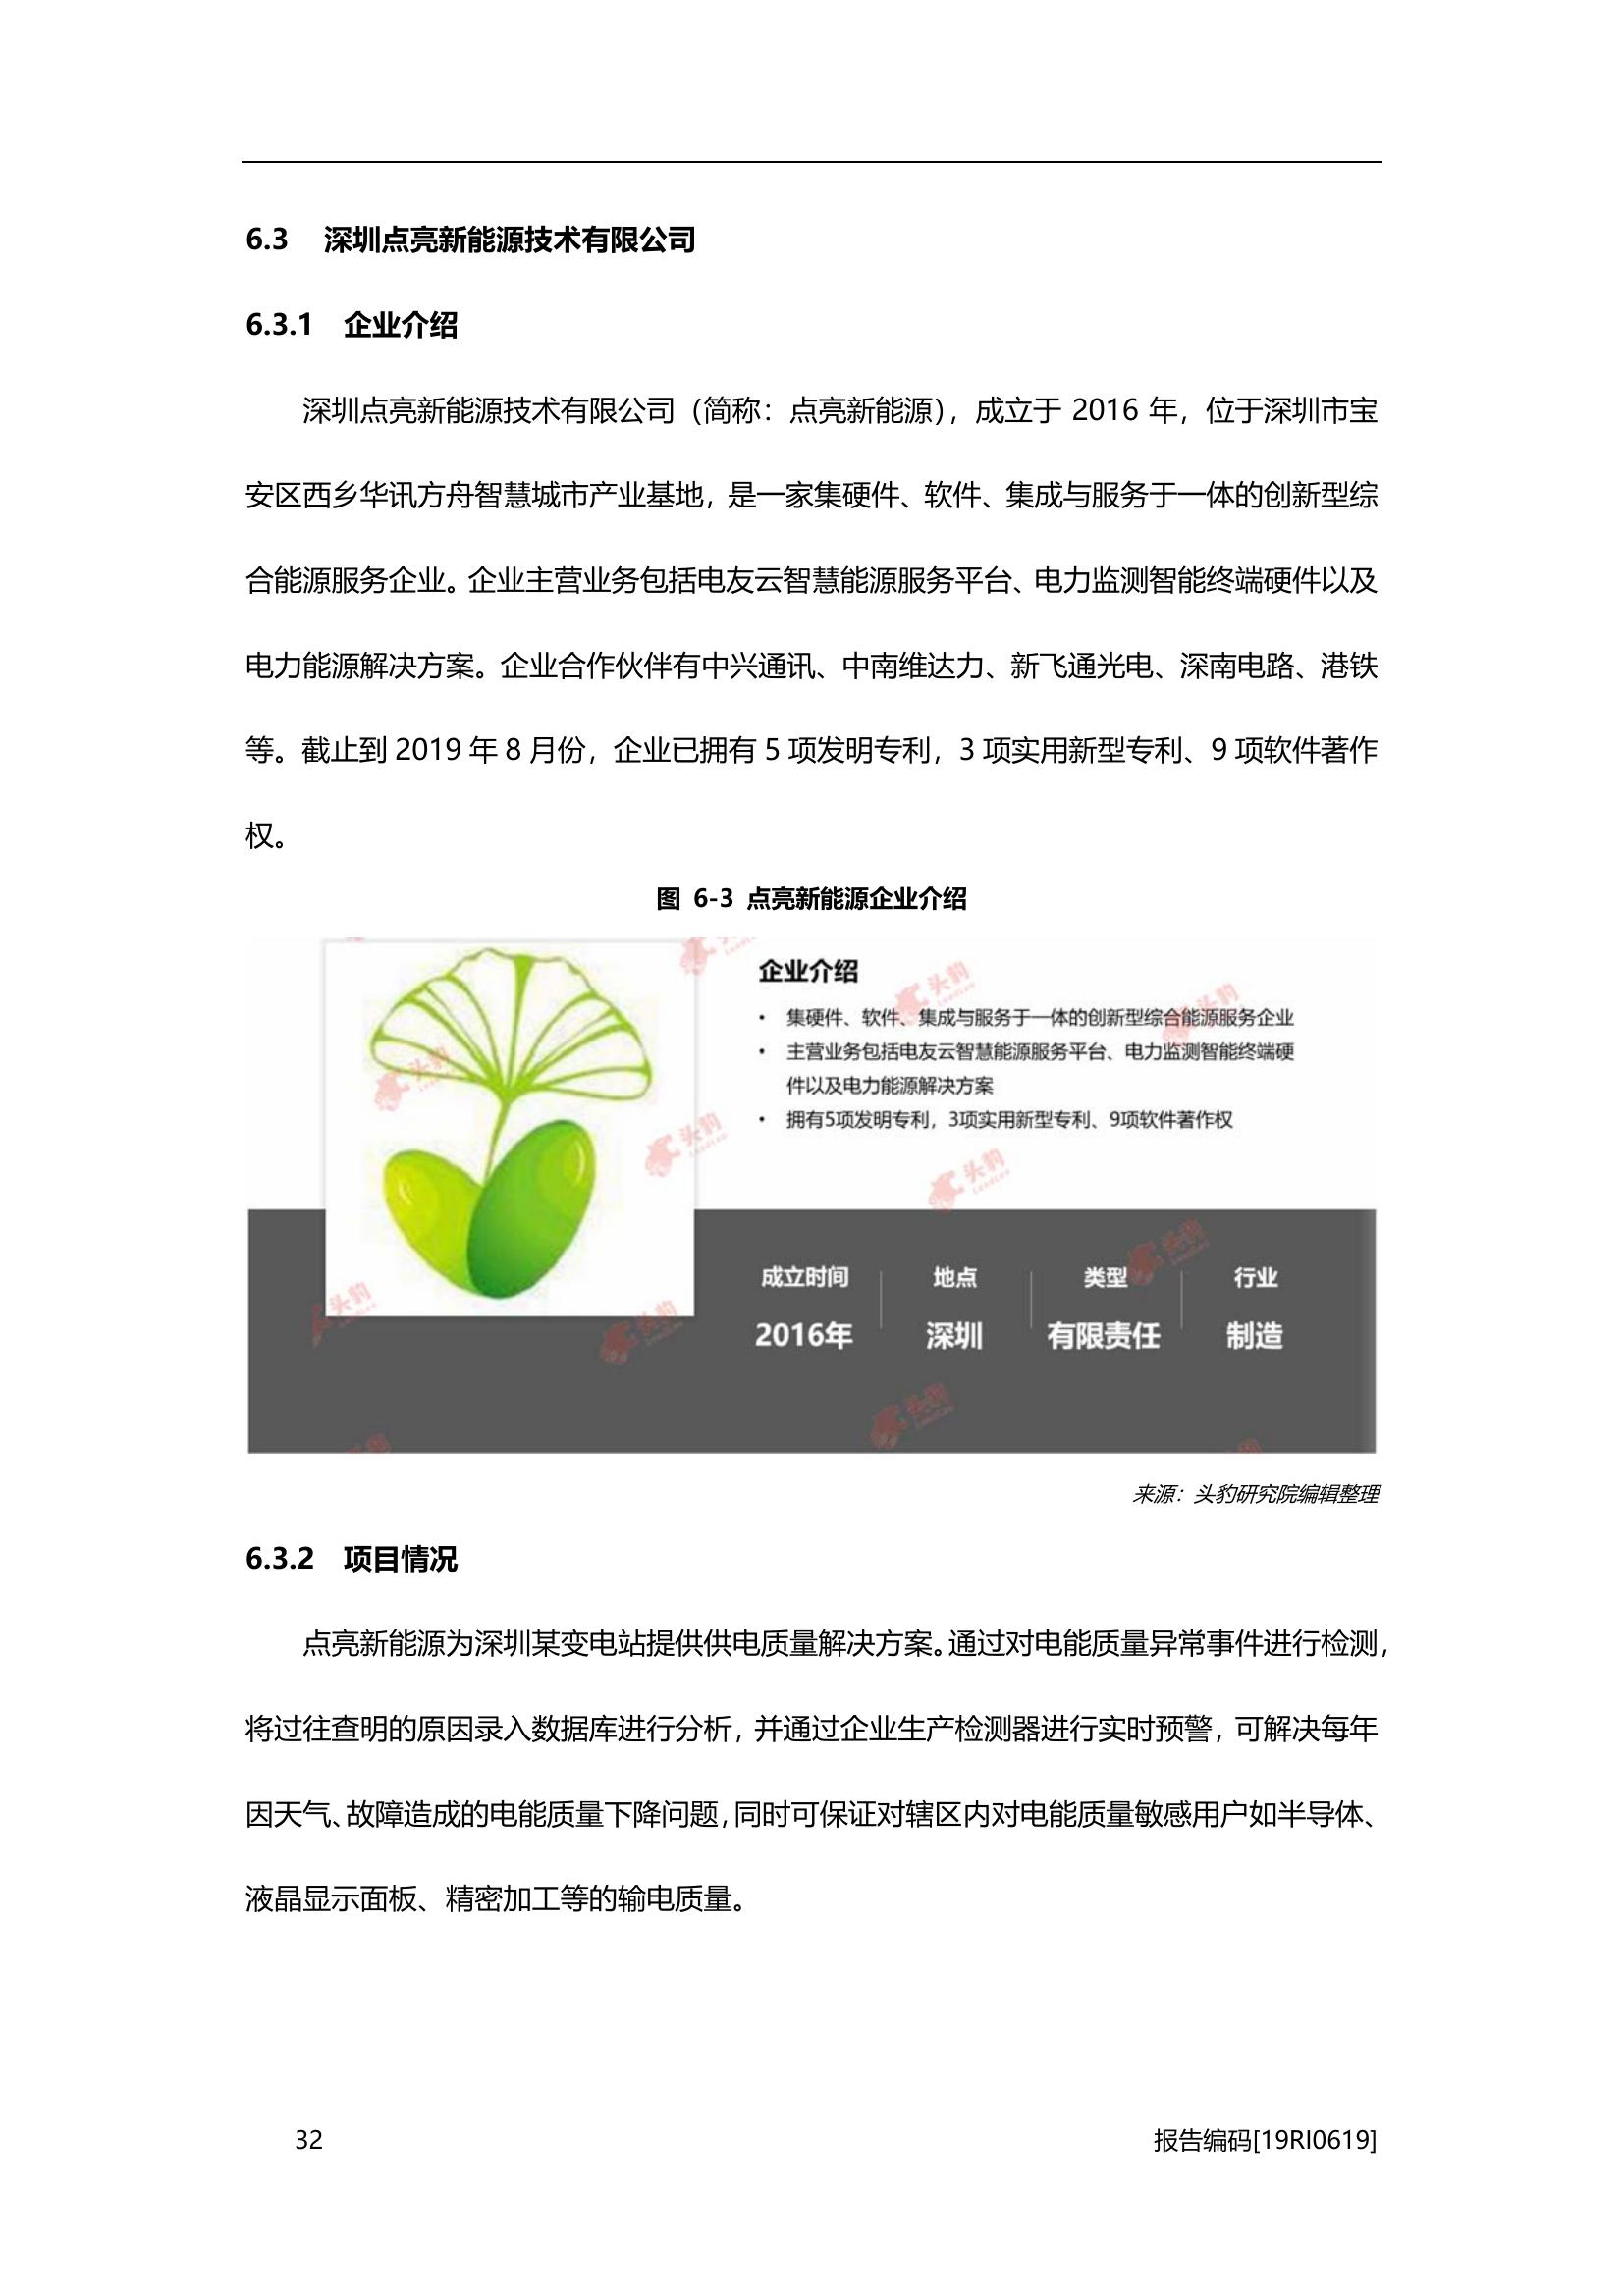 6.3 深圳点亮新能源技术有限公司
6.3.1 企业介绍
深圳点亮新能源技术有限公司（简称：点亮新能源），成立于 2016 年，位于深圳市宝
安区西乡华讯方舟智慧城市产业基地，是一家集硬件、软件、集成与服务于一体的创新型综
合能源服务企业。企业主营业务包括电友云智慧能源服务平台、电力监测智能终端硬件以及
电力能源解决方案。企业合作伙伴有中兴通讯、中南维达力、新飞通光电、深南电路、港铁
等。截止到 2019 年 8 月份，企业已拥有 5 项发明专利，3 项实用新型专利、9 项软件著作
权。
图 6-3 点亮新能源企业介绍
企业介绍
• 集硬件、软件、集成与服务于一体的创新型综合能源服务企业
• 主营业务包括电友云智慧能源服务平台、电力监测智能终端硬
件以及电力能源解决方案
• 拥有5项发明专利，3项实用新型专利、9项软件著作权
成立时间 地点 类型 行业
2016年 深圳 有限责任 制造
来源：头豹研究院编辑整理
6.3.2 项目情况
点亮新能源为深圳某变电站提供供电质量解决方案。通过对电能质量异常事件进行检测，
将过往查明的原因录入数据库进行分析，并通过企业生产检测器进行实时预警，可解决每年
因天气、故障造成的电能质量下降问题，同时可保证对辖区内对电能质量敏感用户如半导体、
液晶显示面板、精密加工等的输电质量。
32 报告编码[19RI0619]